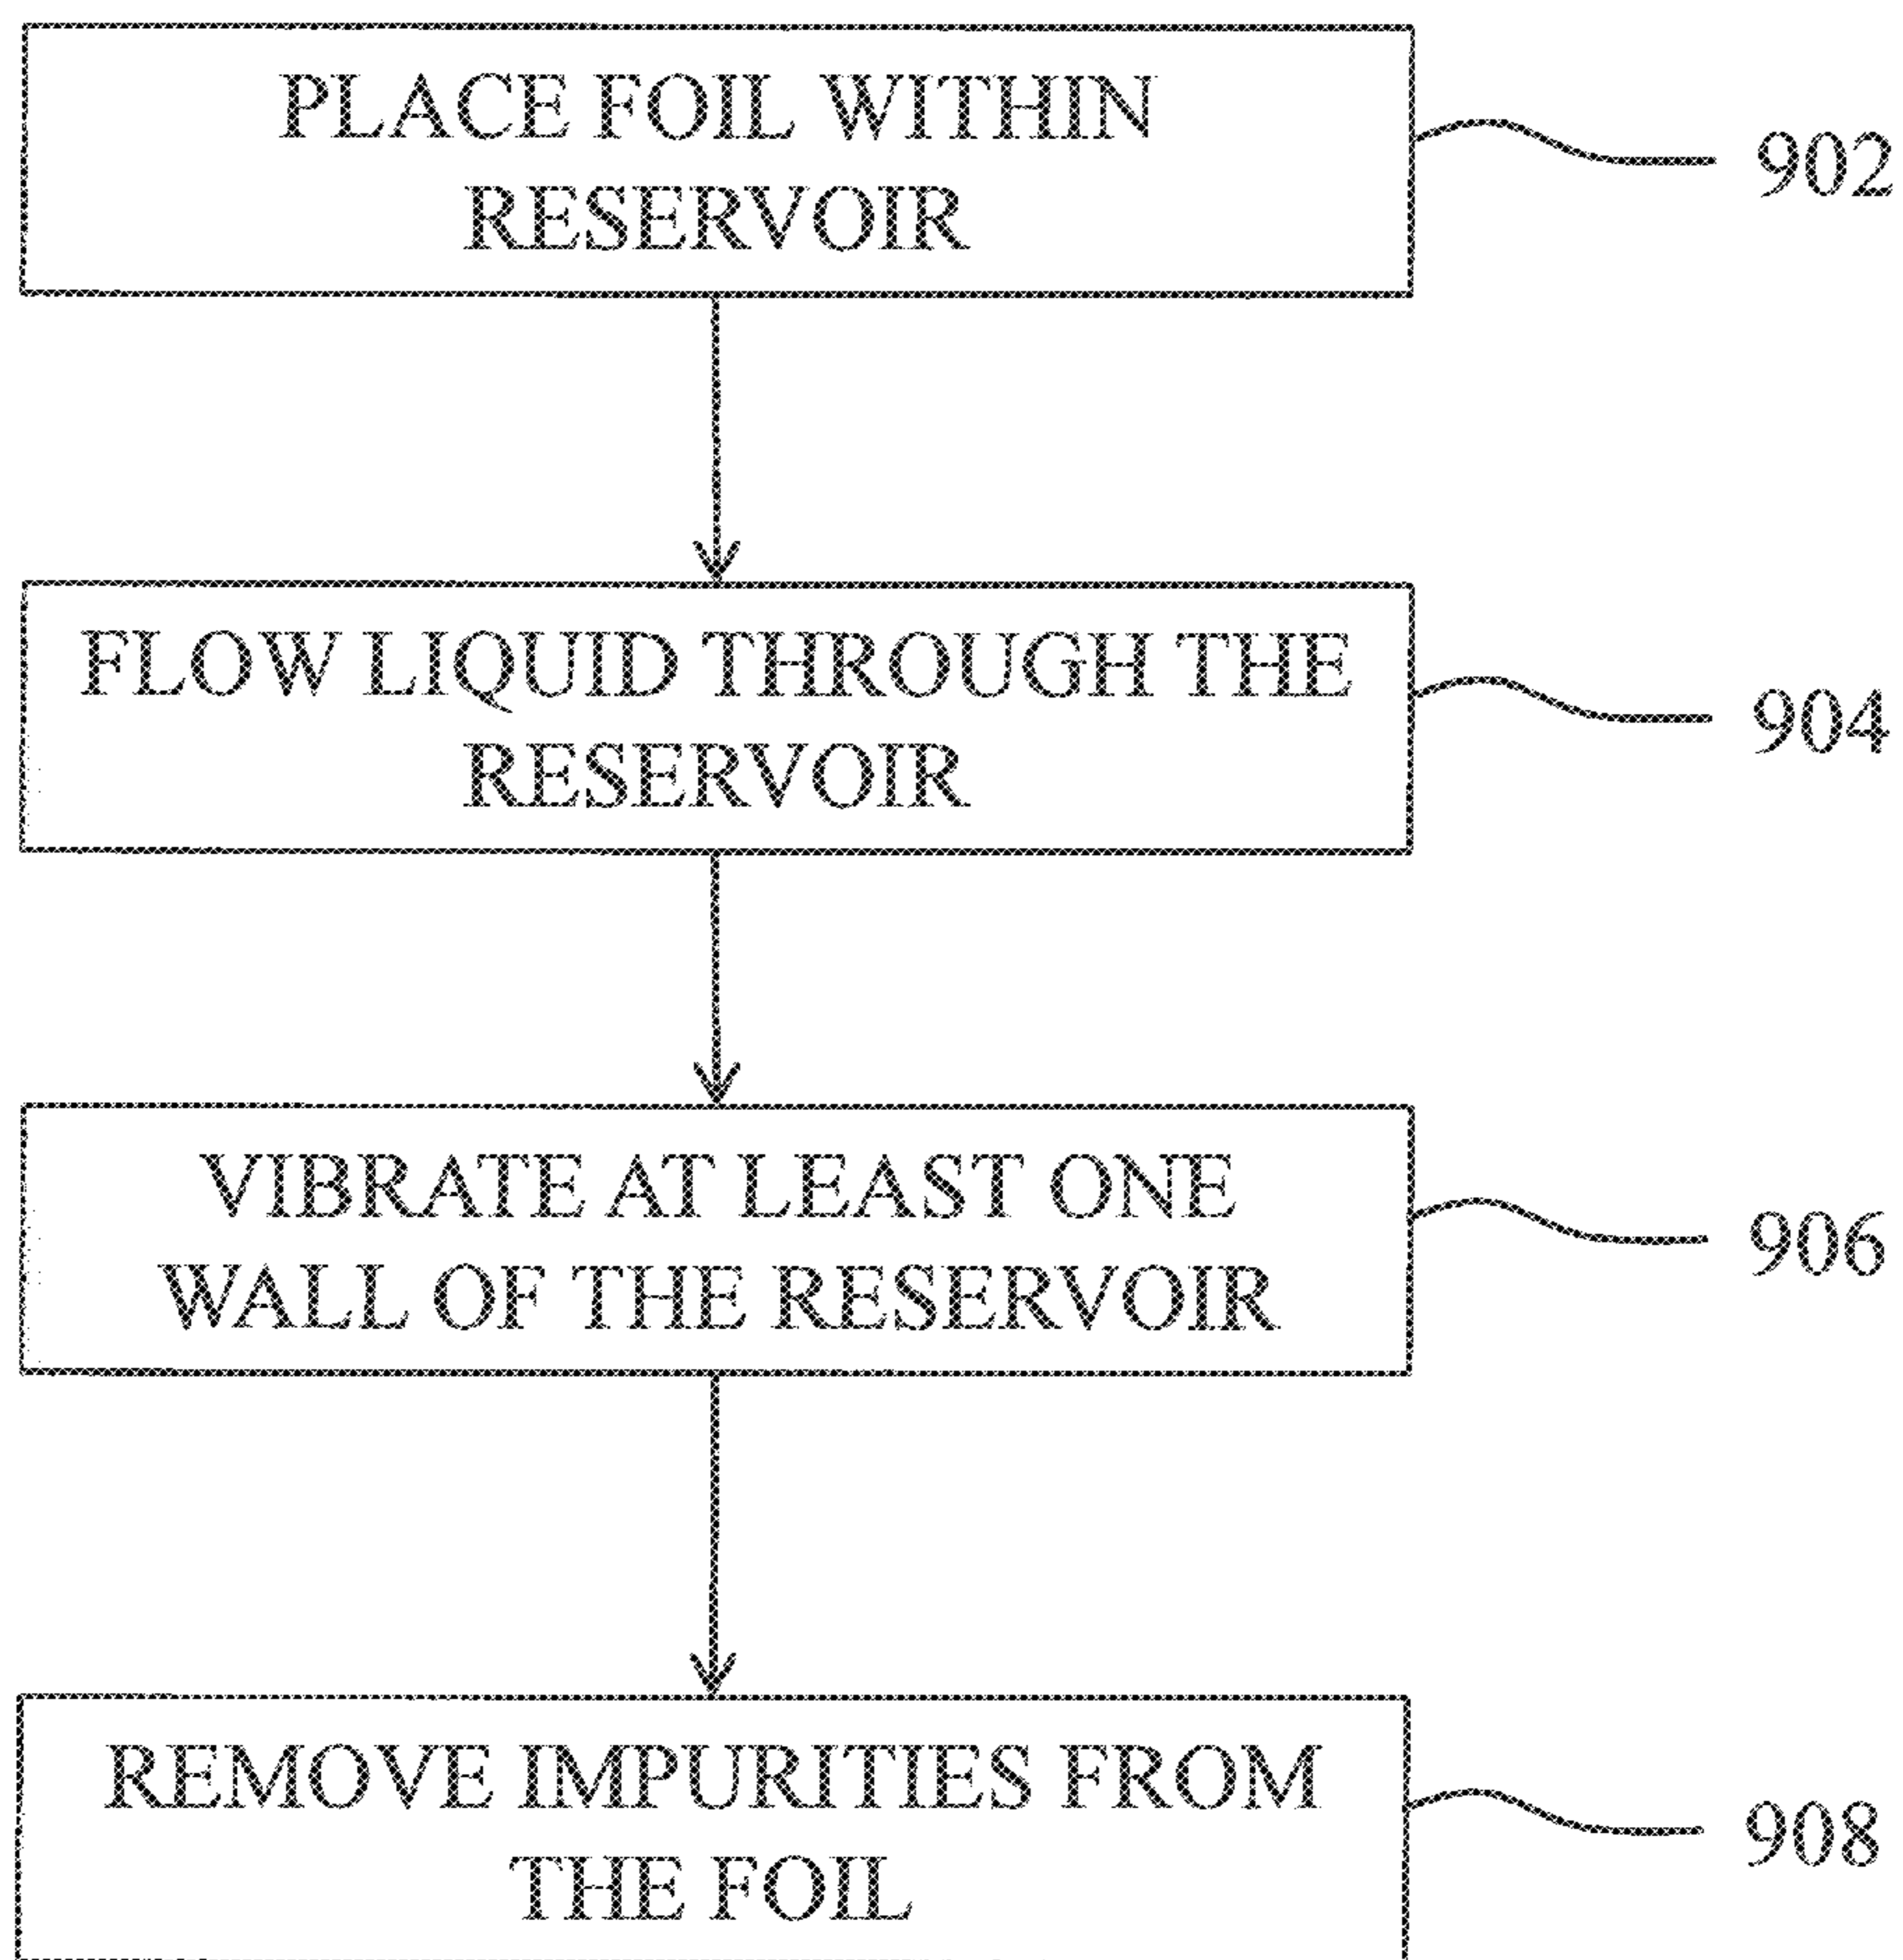 PLACE FOIL WITHIN
RESERVOIR
902
FLOW LIQUID THROUGH THE
RESERVOIR
904
VIBRATE AT LEAST ONE
WALL OF THE RESERVOIR
906
REMOVE IMPURITIES FROM
THE FOIL
908